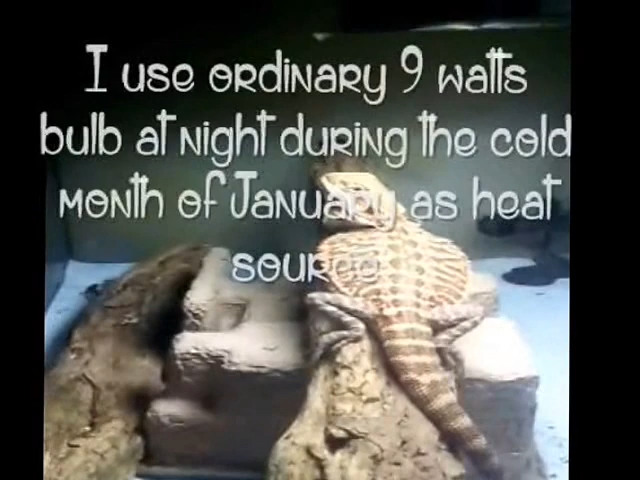 I use ordinary 9 watts
bulb at night during the cold
month of January as heat
source